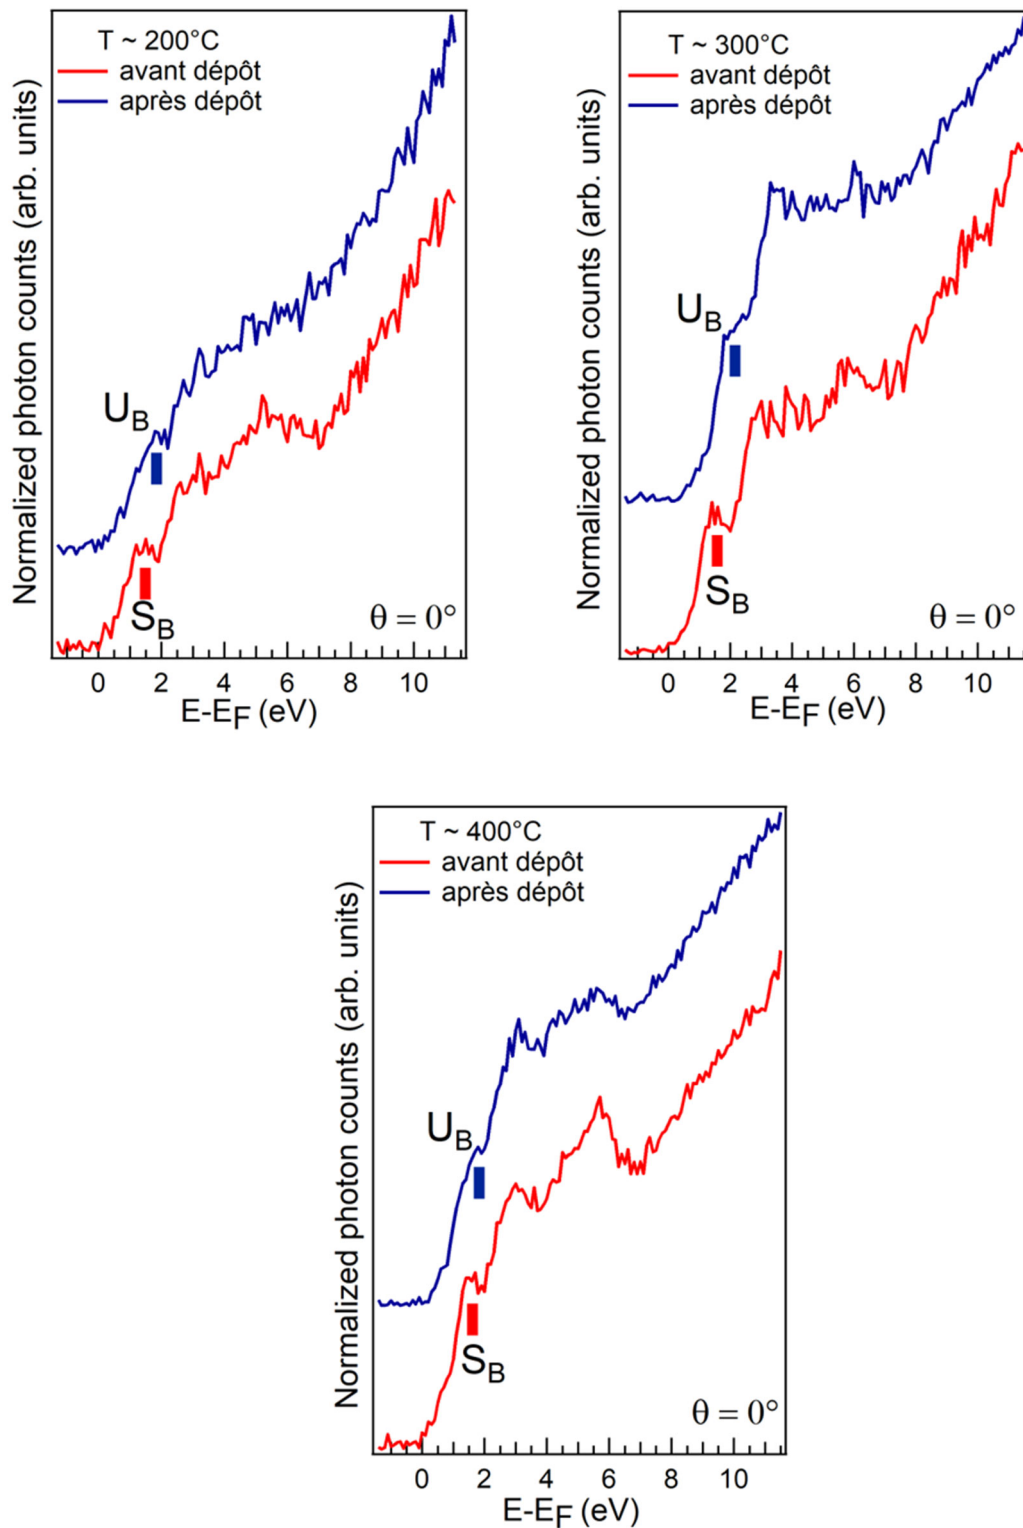 T ~ 200°C
avant dépôt
après dépôt
Normalized photon counts (arb. units)
U_B
S_B
θ = 0°
0 2 4 6 8 10
E-E_F (eV)
T ~ 300°C
avant dépôt
après dépôt
Normalized photon counts (arb. units)
U_B
S_B
θ = 0°
0 2 4 6 8 10
E-E_F (eV)
T ~ 400°C
avant dépôt
après dépôt
Normalized photon counts (arb. units)
U_B
S_B
θ = 0°
0 2 4 6 8 10
E-E_F (eV)